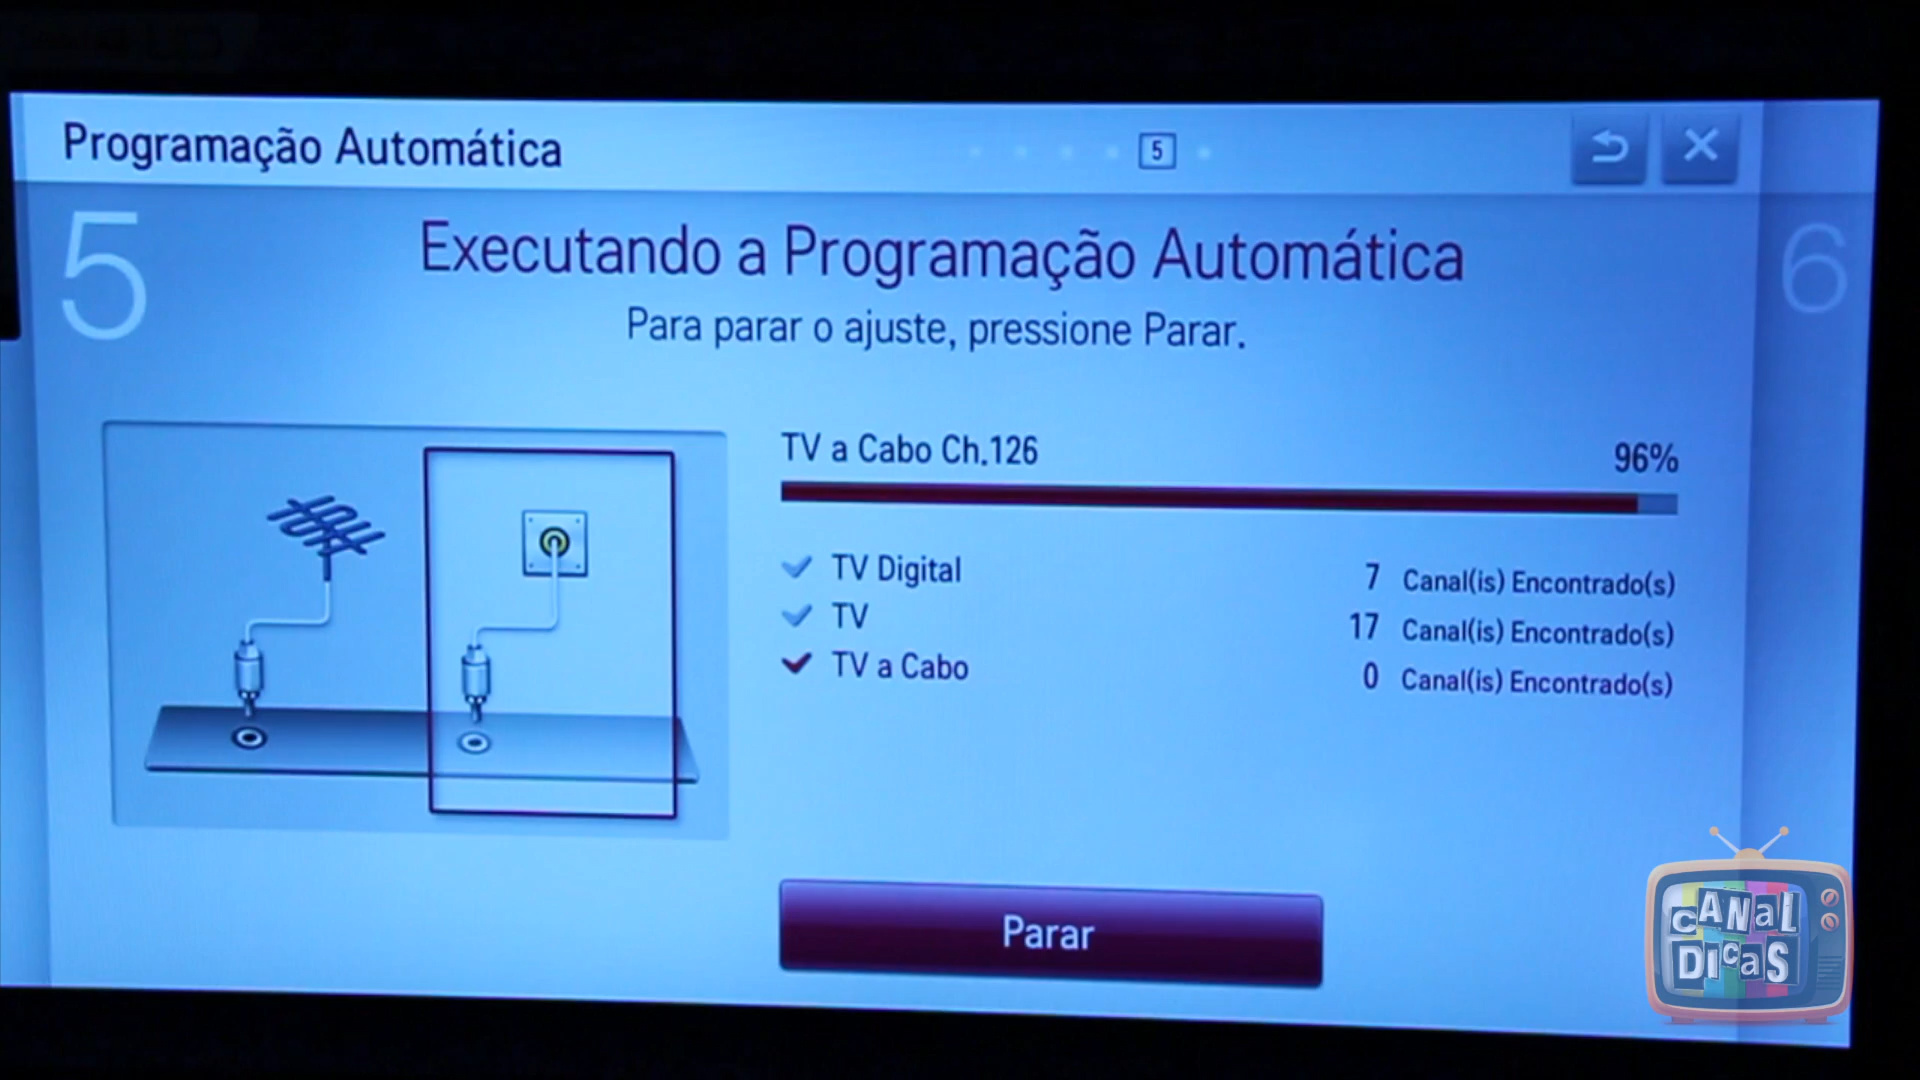 Programação Automática
5
5
6
Executando a Programação Automática
Para parar o ajuste, pressione Parar.
TV a Cabo Ch.126
96%
TV Digital 7 Canal(is) Encontrado(s)
TV 17 Canal(is) Encontrado(s)
TV a Cabo 0 Canal(is) Encontrado(s)
Parar
CANAL
DICAS